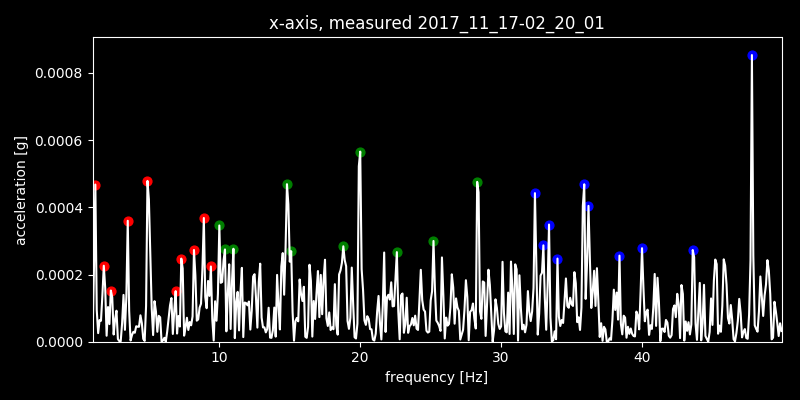 x-axis, measured 2017_11_17-02_20_01
0.0008
0.0006
0.0004
0.0002
0.0000
acceleration [g]
10 20 30 40
frequency [Hz]